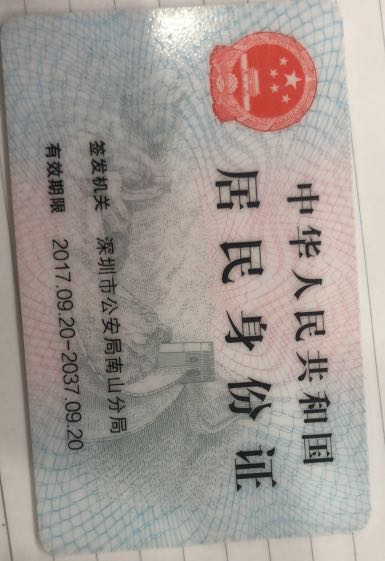 中华人民共和国
居民身份证
签发机关 深圳市公安局南山分局
有效期限 2017.09.20-2037.09.20